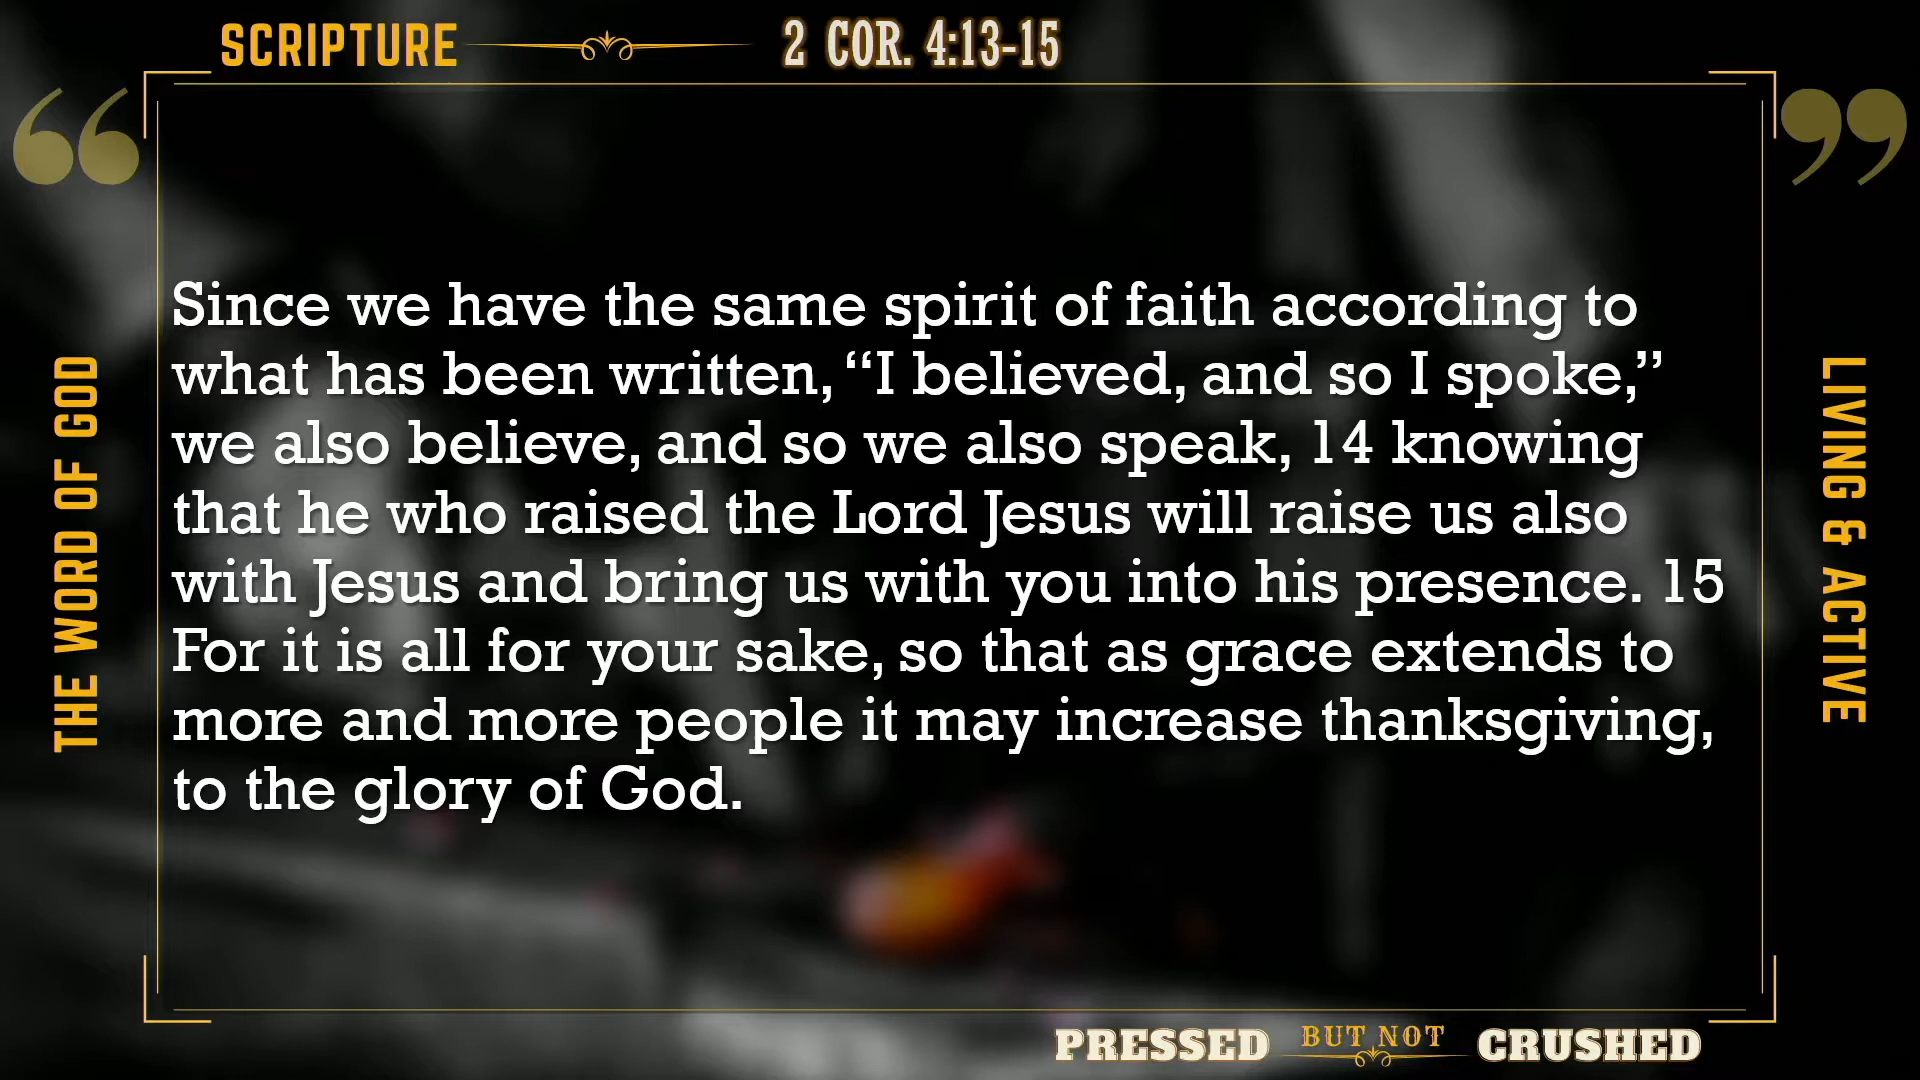 SCRIPTURE 2 COR. 4:13-15
“ ”
THE WORD OF GOD
Since we have the same spirit of faith according to
what has been written, “I believed, and so I spoke,”
we also believe, and so we also speak, 14 knowing
that he who raised the Lord Jesus will raise us also
with Jesus and bring us with you into his presence. 15
For it is all for your sake, so that as grace extends to
more and more people it may increase thanksgiving,
to the glory of God.
LIVING & ACTIVE
PRESSED BUT NOT CRUSHED